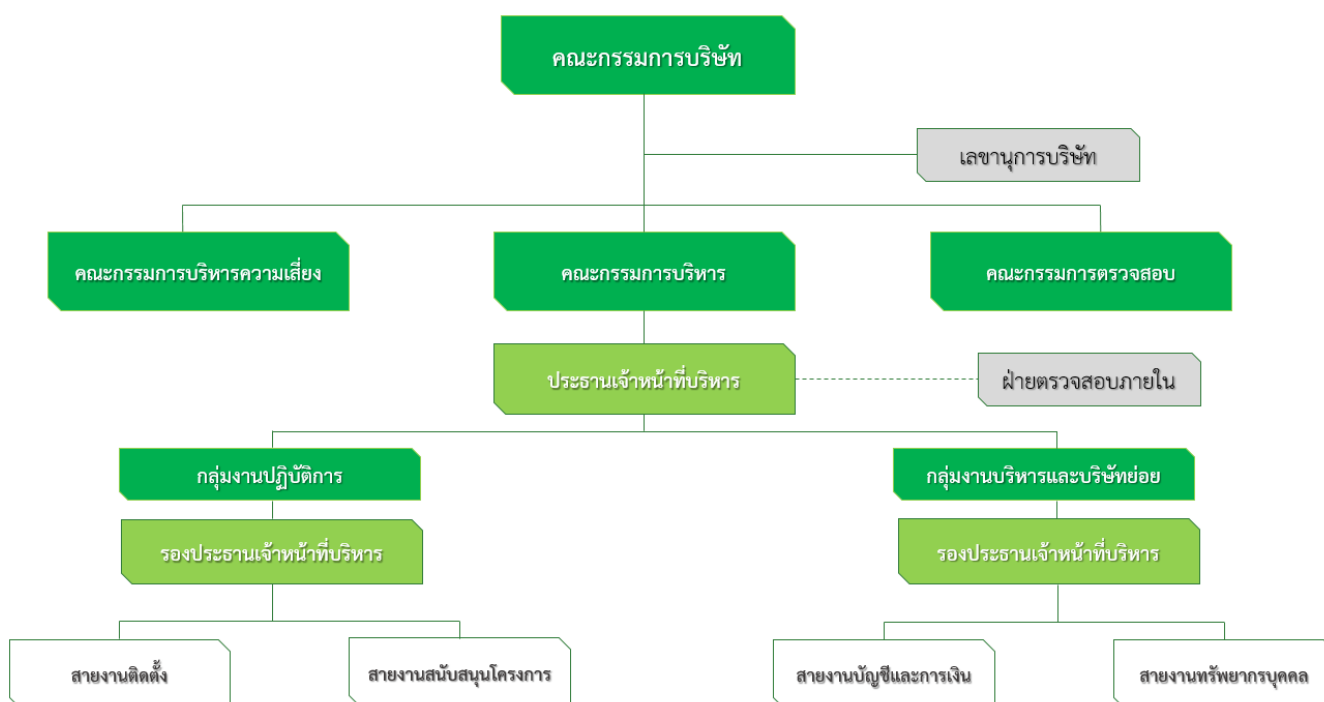 คณะกรรมการบริษัท
เลขานุการบริษัท
คณะกรรมการบริหารความเสี่ยง
คณะกรรมการบริหาร
คณะกรรมการตรวจสอบ
ประธานเจ้าหน้าที่บริหาร
ฝ่ายตรวจสอบภายใน
กลุ่มงานปฏิบัติการ
กลุ่มงานบริหารและบริษัทย่อย
รองประธานเจ้าหน้าที่บริหาร
รองประธานเจ้าหน้าที่บริหาร
สายงานติดตั้ง
สายงานสนับสนุนโครงการ
สายงานบัญชีและการเงิน
สายงานทรัพยากรบุคคล